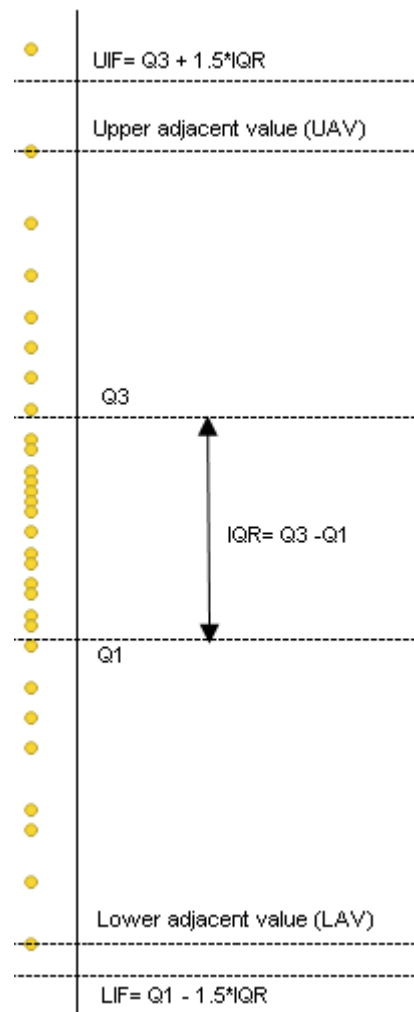 UIF= Q3 + 1.5*IQR
Upper adjacent value (UAV)
Q3
IQR= Q3 -Q1
Q1
Lower adjacent value (LAV)
LIF= Q1 - 1.5*IQR